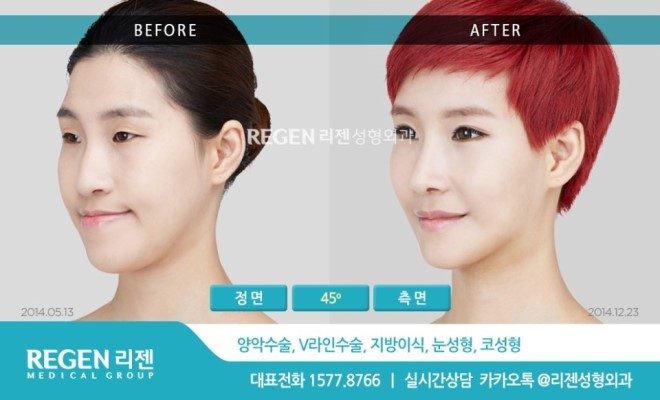 BEFORE
AFTER
REGEN 리젠성형외과
정면
45º
측면
2014.05.13
2014.12.23
양악수술, V라인수술, 지방이식, 눈성형, 코성형
REGEN 리젠
MEDICAL GROUP
대표전화 1577.8766 | 실시간상담 카카오톡 @리젠성형외과